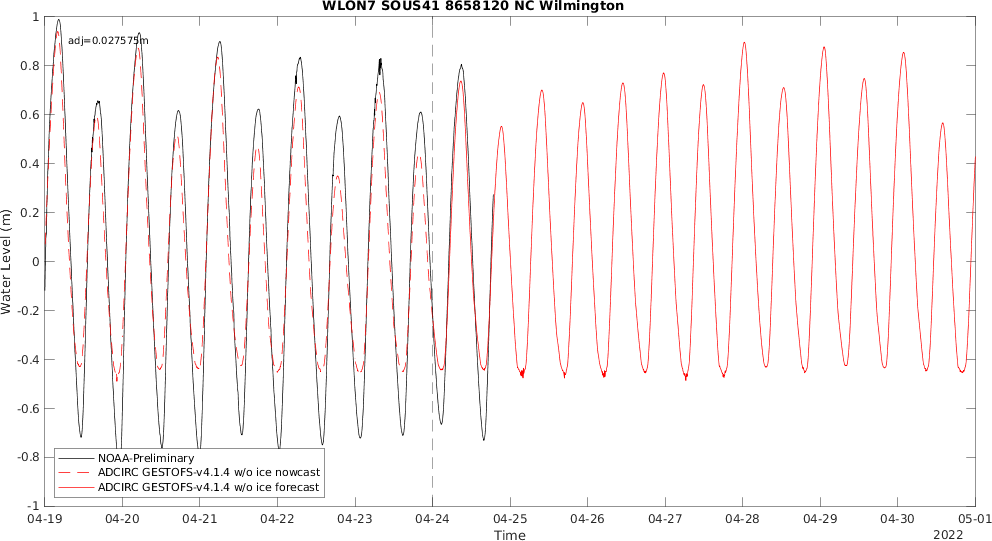 WLON7 SOUS41 8658120 NC Wilmington
adj=0.027575m
1
0.8
0.6
0.4
0.2
0
-0.2
-0.4
-0.6
-0.8
-1
Water Level (m)
NOAA-Preliminary
ADCIRC GESTOFS-v4.1.4 w/o ice nowcast
ADCIRC GESTOFS-v4.1.4 w/o ice forecast
04-19 04-20 04-21 04-22 04-23 04-24 04-25 04-26 04-27 04-28 04-29 04-30 05-01
Time
2022